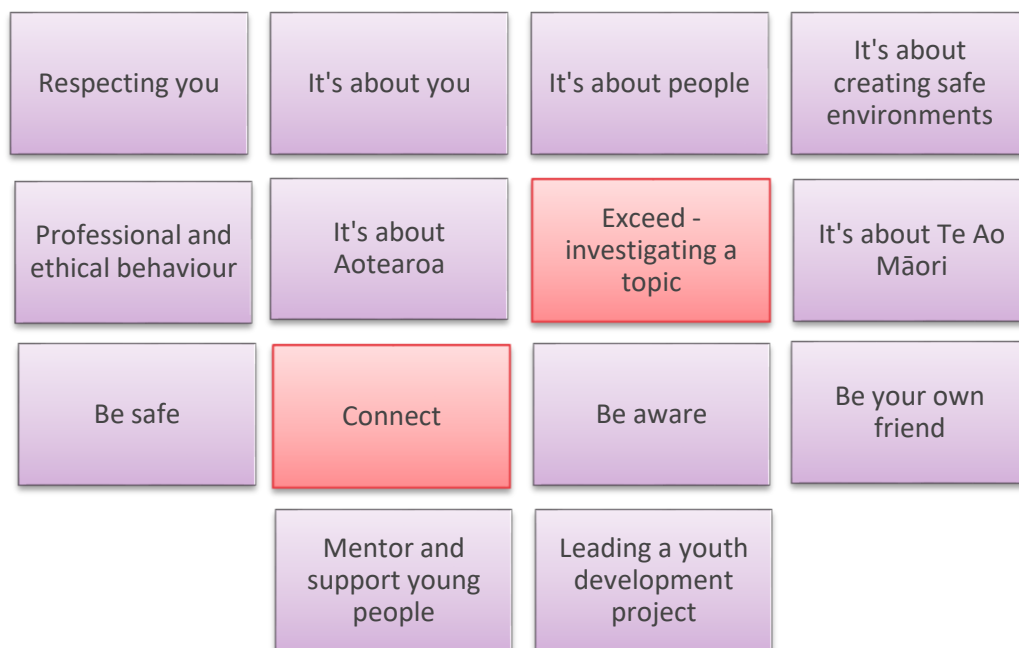 Respecting you
It's about you
It's about people
It's about
creating safe
environments
Professional and
ethical behaviour
It's about
Aotearoa
Exceed -
investigating a
topic
It's about Te Ao
Māori
Be safe
Connect
Be aware
Be your own
friend
Mentor and
support young
people
Leading a youth
development
project